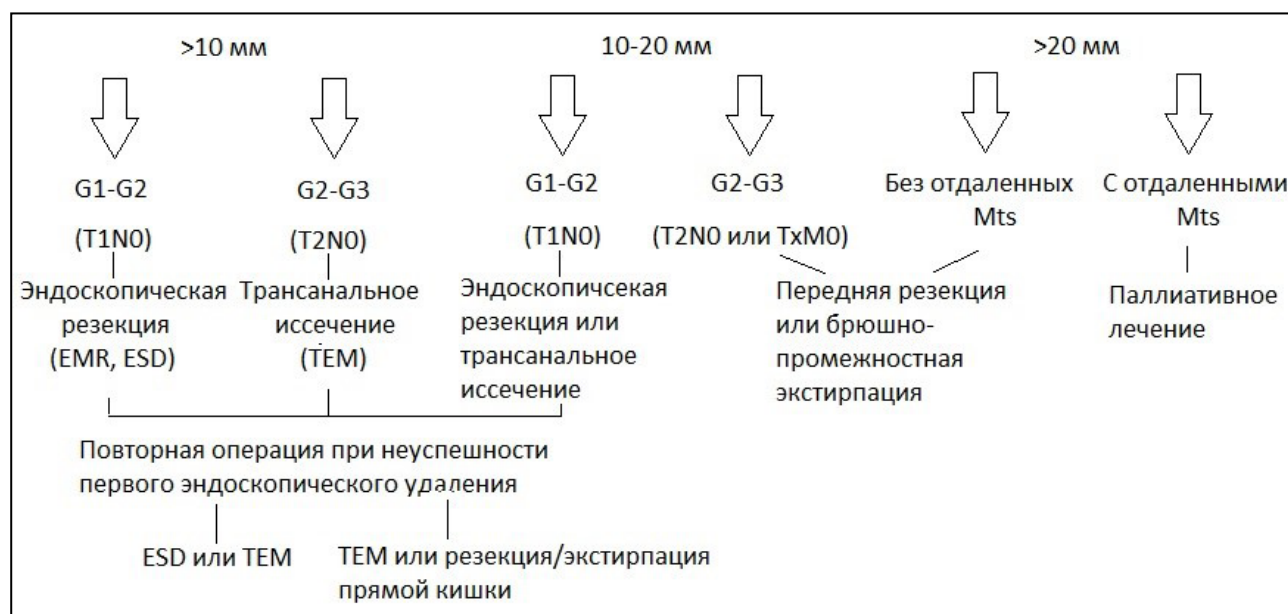 >10 мм
10-20 мм
>20 мм
G1-G2
(T1N0)
Эндоскопическая
резекция
(EMR, ESD)
G2-G3
(T2N0)
Трансанальное
иссечение
(TEM)
G1-G2
(T1N0)
Эндоскопичсекая
резекция или
трансанальное
иссечение
G2-G3
(T2N0 или TxM0)
Без отдаленных
Mts
Передняя резекция
или брюшно-
промежностная
экстирпация
С отдаленными
Mts
Паллиативное
лечение
Повторная операция при неуспешности
первого эндоскопического удаления
ESD или TEM
TEM или резекция/экстирпация
прямой кишки